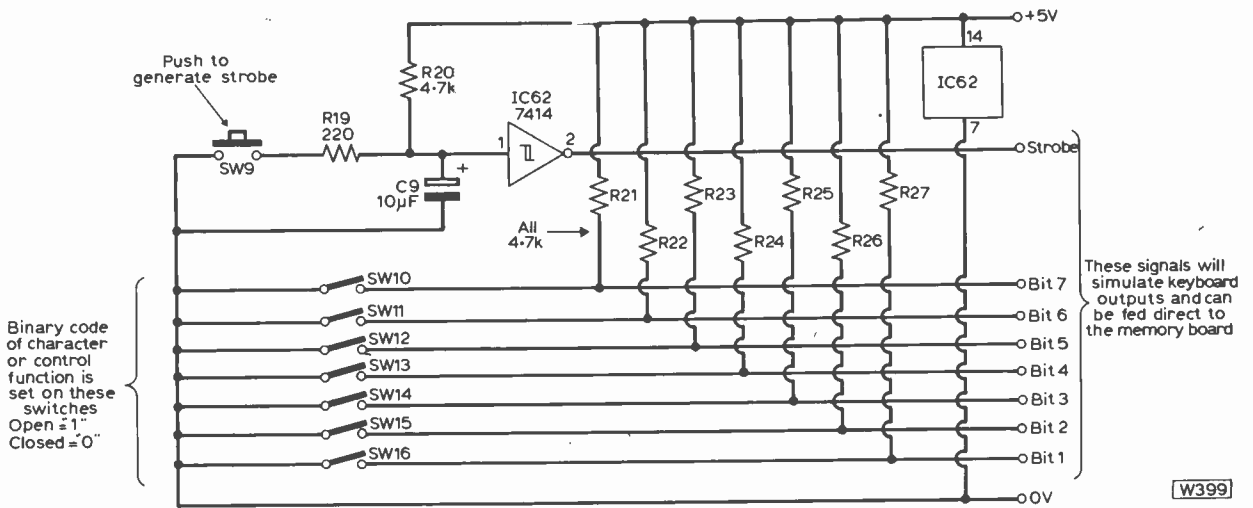 +5V
14
IC62
7
Push to
generate strobe
R20
4·7k
IC62
7414
R19
220
1
2
Strobe
SW9
+
C9
10µF
R21
R23
R25
R27
All
4·7k
R22
R24
R26
SW10
Bit 7
SW11
Bit 6
SW12
Bit 5
SW13
Bit 4
SW14
Bit 3
SW15
Bit 2
SW16
Bit 1
0V
Binary code
of character
or control
function is
set on these
switches
Open ="1"
Closed ="0"
These signals will
simulate keyboard
outputs and can
be fed direct to
the memory board
W399